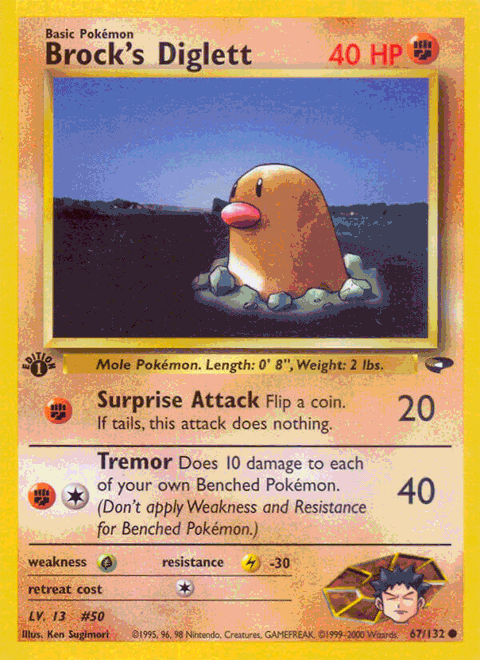 Basic Pokémon
Brock's Diglett 40 HP
Mole Pokémon. Length: 0' 8", Weight: 2 lbs.
EDITION
1
Surprise Attack Flip a coin. 20
If tails, this attack does nothing.
Tremor Does 10 damage to each
of your own Benched Pokémon. 40
(Don't apply Weakness and Resistance
for Benched Pokémon.)
weakness resistance -30
retreat cost
LV. 13 #50
Illus. Ken Sugimori ©1995, 96, 98 Nintendo, Creatures, GAMEFREAK. ©1999-2000 Wizards. 67/132